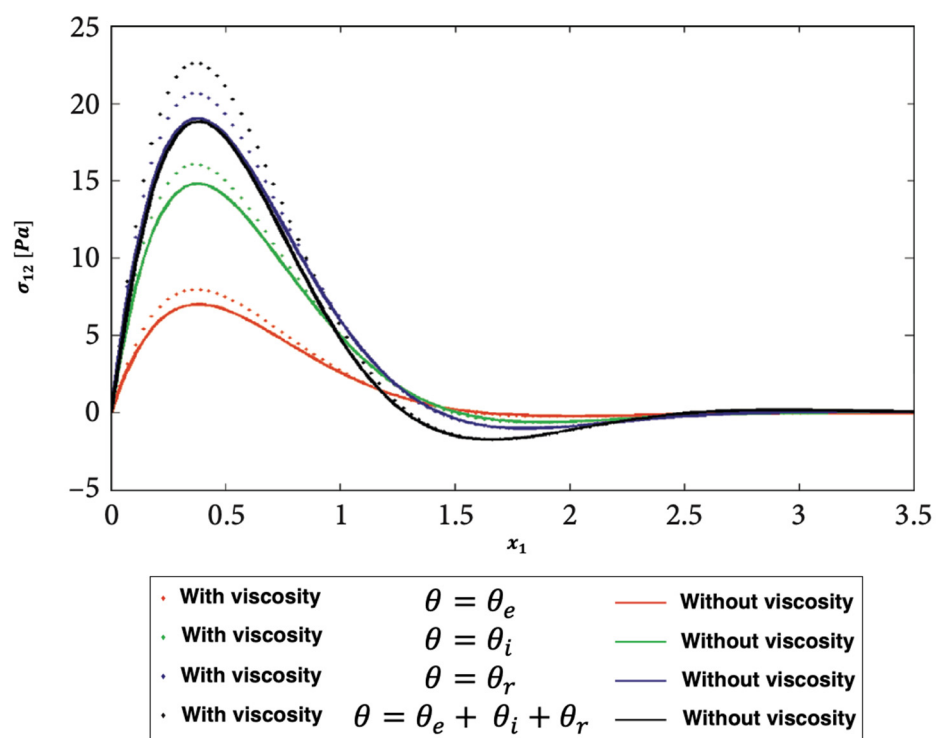 25
20
15
10
5
0
−5
σ₁₂ [Pa]
0 0.5 1 1.5 2 2.5 3 3.5
x₁
With viscosity θ = θₑ Without viscosity
With viscosity θ = θᵢ Without viscosity
With viscosity θ = θᵣ Without viscosity
With viscosity θ = θₑ + θᵢ + θᵣ Without viscosity